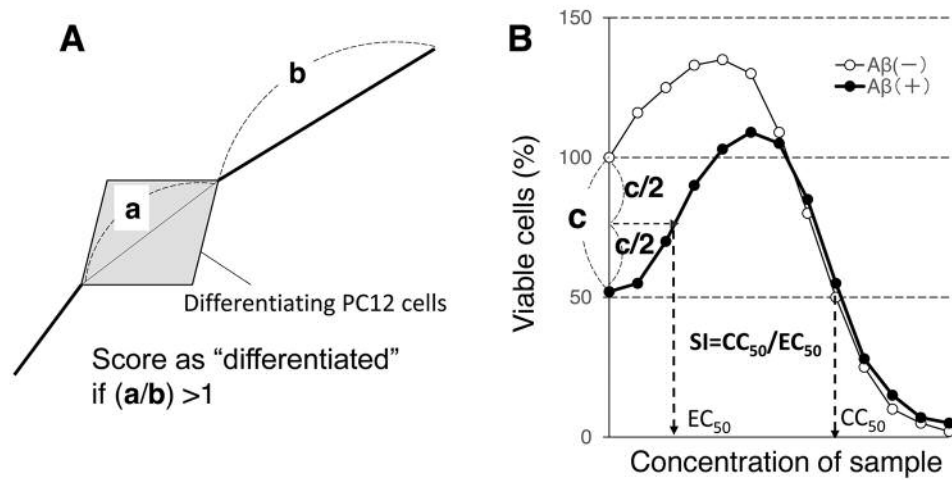 A
b
a
Differentiating PC12 cells
Score as “differentiated”
if (a/b) >1
B
150
100
50
0
Viable cells (%)
Aβ(−)
Aβ(+)
c
c/2
c/2
SI=CC₅₀/EC₅₀
EC₅₀
CC₅₀
Concentration of sample